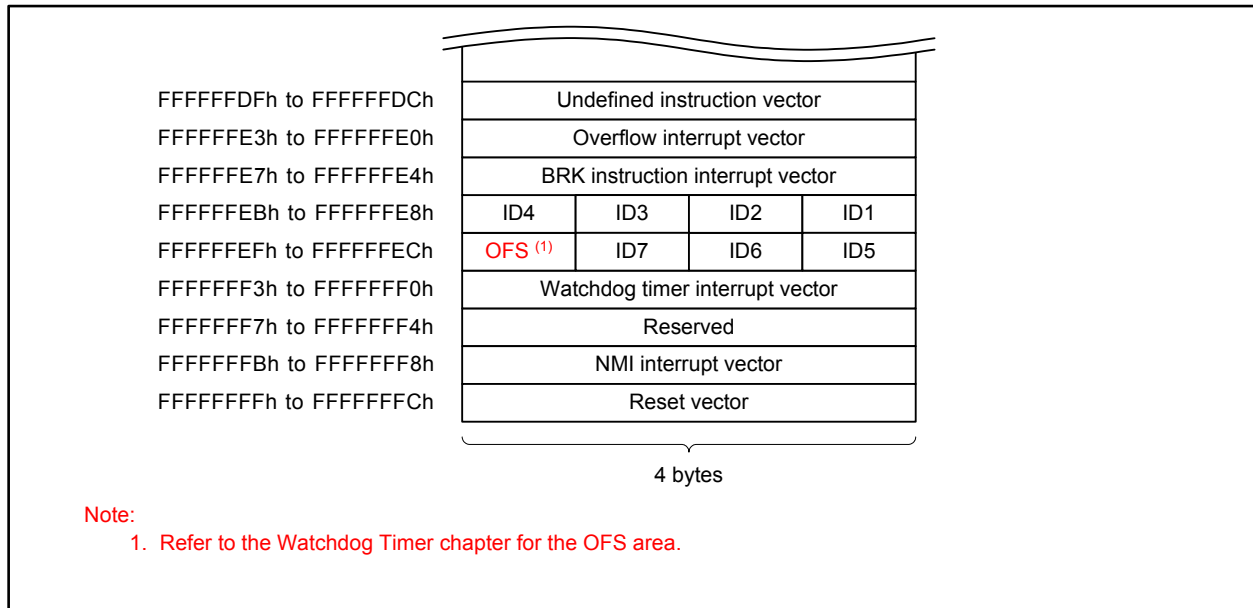 FFFFFFDFh to FFFFFFDCh Undefined instruction vector
FFFFFFE3h to FFFFFFE0h Overflow interrupt vector
FFFFFFE7h to FFFFFFE4h BRK instruction interrupt vector
FFFFFFEBh to FFFFFFE8h ID4 ID3 ID2 ID1
FFFFFFEFh to FFFFFFECh OFS (1) ID7 ID6 ID5
FFFFFFF3h to FFFFFFF0h Watchdog timer interrupt vector
FFFFFFF7h to FFFFFFF4h Reserved
FFFFFFFBh to FFFFFFF8h NMI interrupt vector
FFFFFFFFh to FFFFFFFCh Reset vector
4 bytes
Note:
1. Refer to the Watchdog Timer chapter for the OFS area.